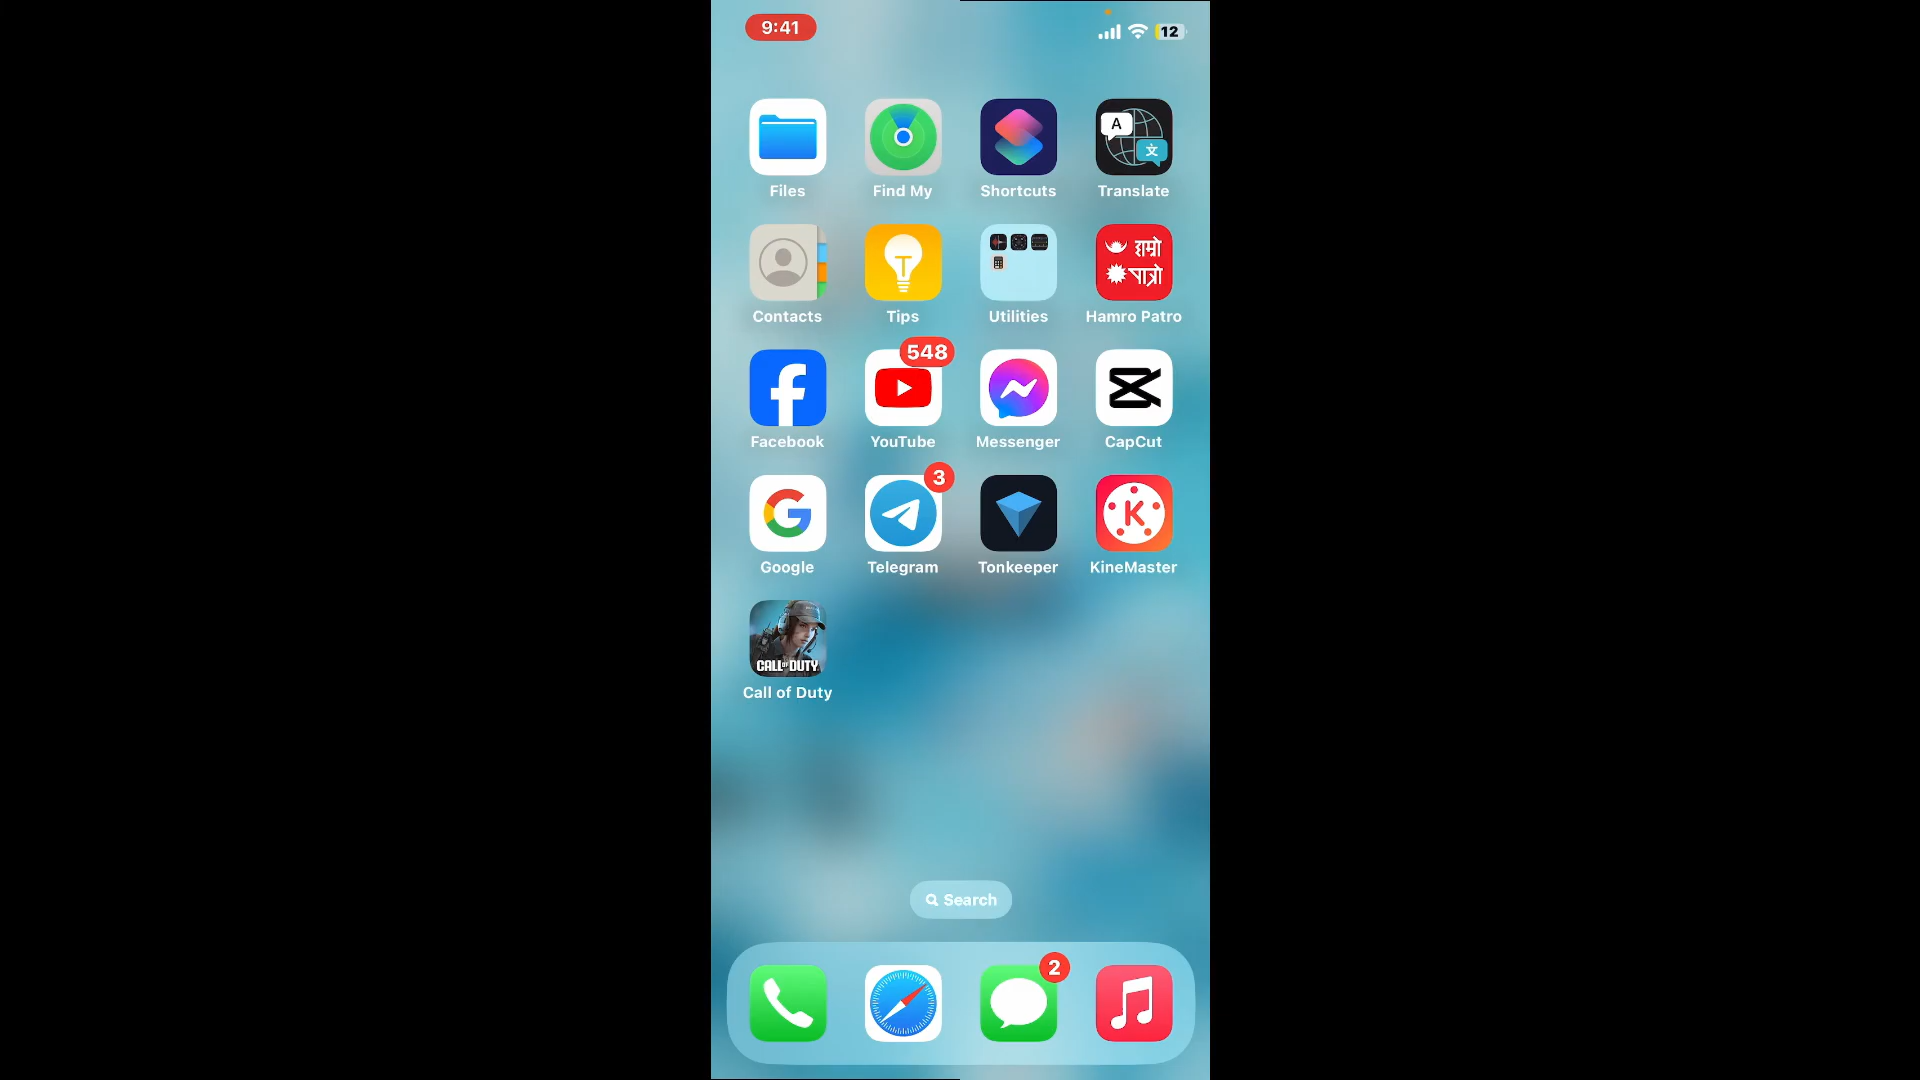 9:41
12
A
文
Files
Find My
Shortcuts
Translate
T
हाम्रो
पात्रो
Contacts
Tips
Utilities
Hamro Patro
548
Facebook
YouTube
Messenger
CapCut
G
3
K
Google
Telegram
Tonkeeper
KineMaster
CALL OF DUTY
Call of Duty
Search
2